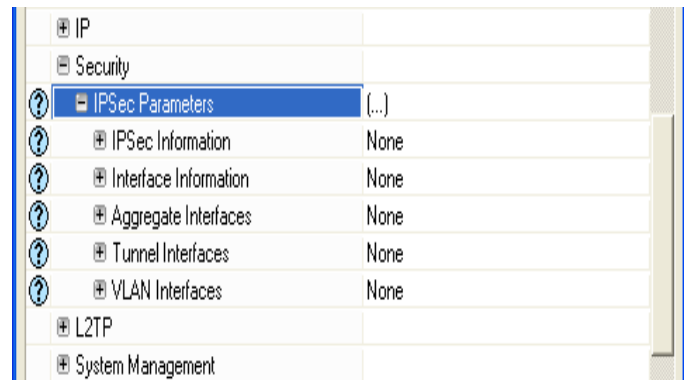 IP
Security
IPSec Parameters (...)
IPSec Information None
Interface Information None
Aggregate Interfaces None
Tunnel Interfaces None
VLAN Interfaces None
L2TP
System Management